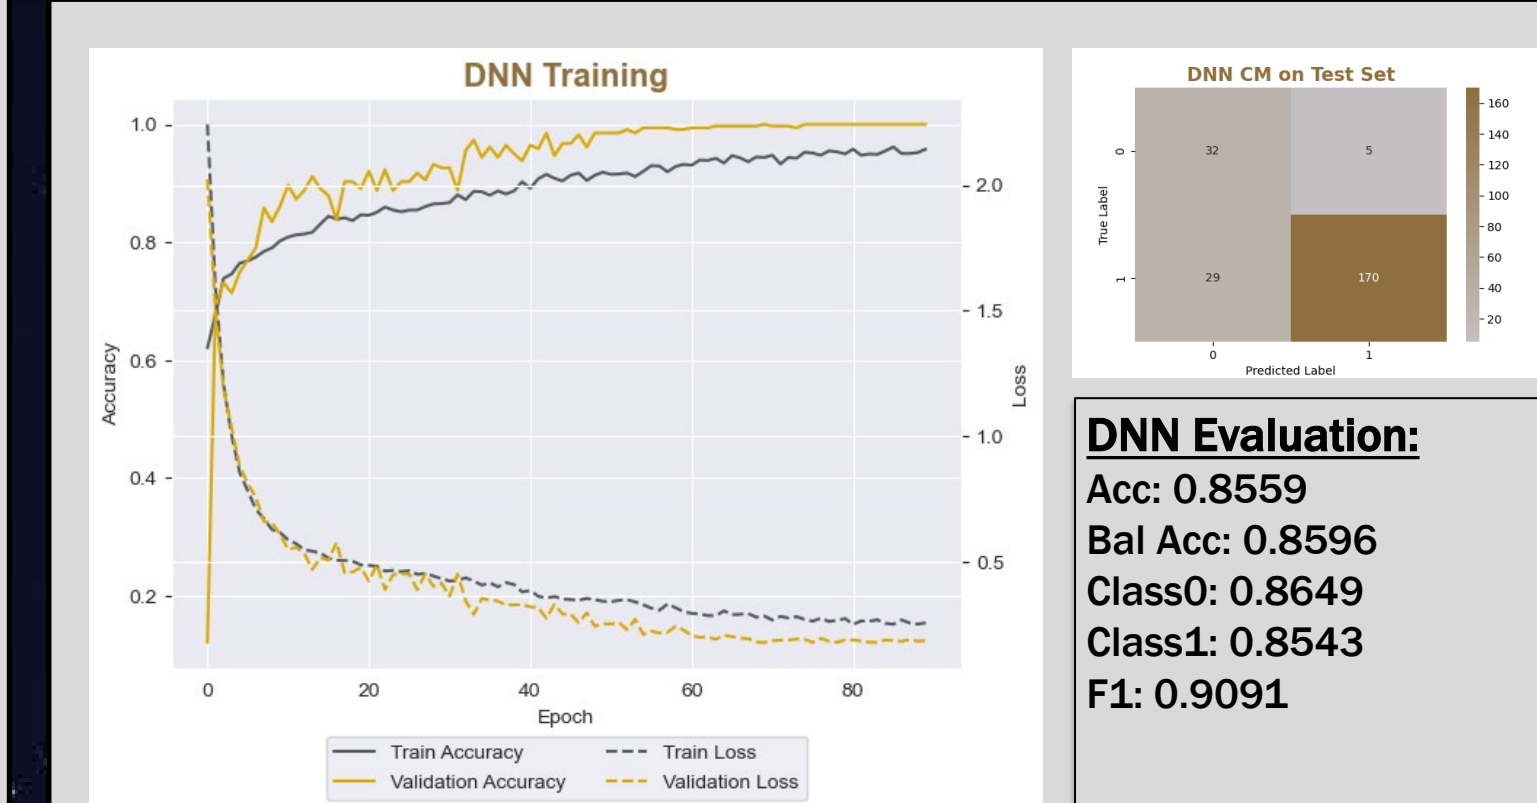 DNN Training
1.0
0.8
0.6
0.4
0.2
Accuracy
2.0
1.5
1.0
0.5
Loss
0 20 40 60 80
Epoch
Train Accuracy Train Loss
Validation Accuracy Validation Loss
DNN CM on Test Set
True Label
0 32 5
1 29 170
0 1
Predicted Label
160
140
120
100
80
60
40
20
DNN Evaluation:
Acc: 0.8559
Bal Acc: 0.8596
Class0: 0.8649
Class1: 0.8543
F1: 0.9091